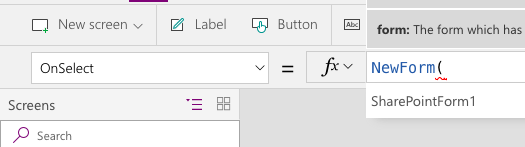 New screen
Label
Button
Abc
form: The form which has
OnSelect
=
fx
NewForm(
SharePointForm1
Screens
Search